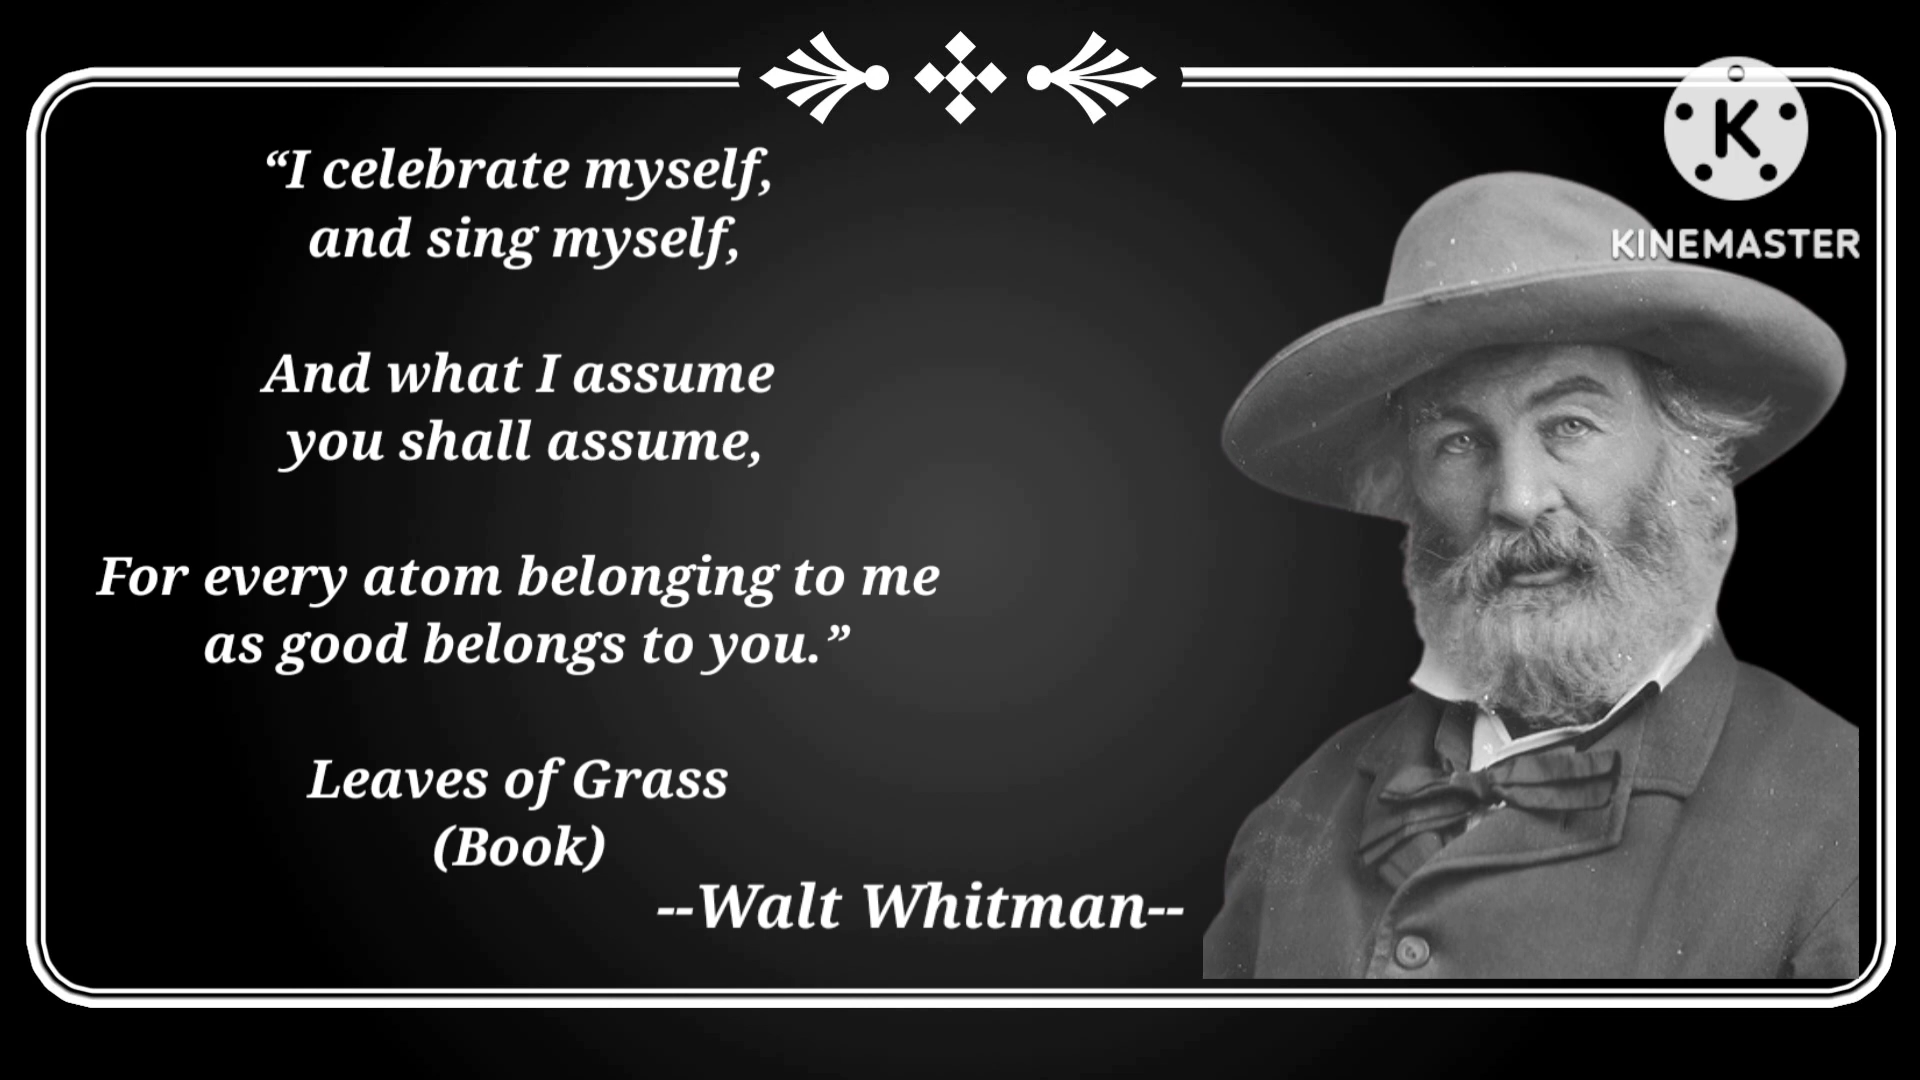 “I celebrate myself,
and sing myself,
And what I assume
you shall assume,
For every atom belonging to me
as good belongs to you.”
Leaves of Grass
(Book)
--Walt Whitman--
K
KINEMASTER